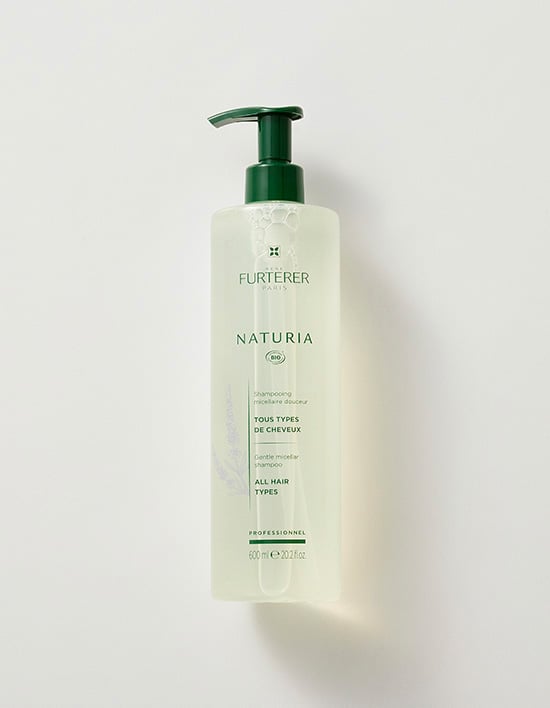 RENE
FURTERER
PARIS
NATURIA
BIO
Shampooing
micellaire douceur
TOUS TYPES
DE CHEVEUX
Gentle micellar
shampoo
ALL HAIR
TYPES
PROFESSIONNEL
600 ml ℮ 20.2 fl.oz.